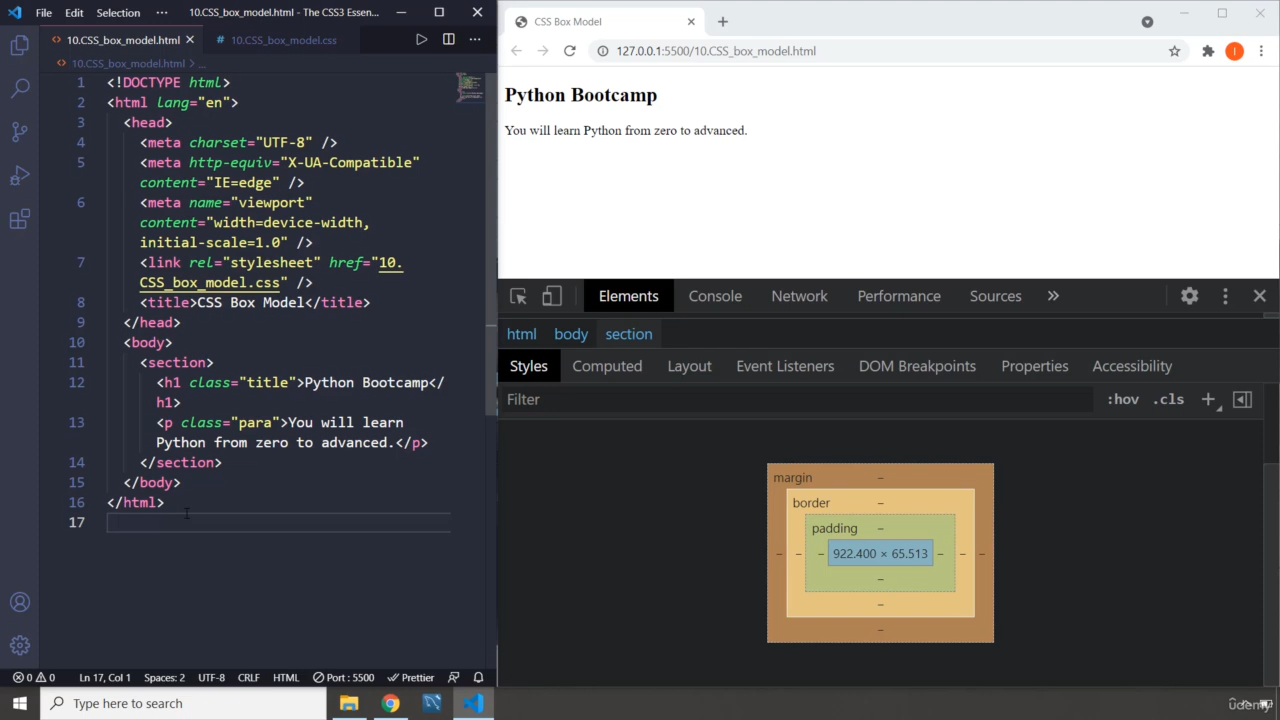 File Edit Selection ··· 10.CSS_box_model.html - The CSS3 Essen...
10.CSS_box_model.html 10.CSS_box_model.css
10.CSS_box_model.html › ...
1 <!DOCTYPE html>
2 <html lang="en">
3 <head>
4 <meta charset="UTF-8" />
5 <meta http-equiv="X-UA-Compatible"
content="IE=edge" />
6 <meta name="viewport"
content="width=device-width,
initial-scale=1.0" />
7 <link rel="stylesheet" href="10.
CSS_box_model.css" />
8 <title>CSS Box Model</title>
9 </head>
10 <body>
11 <section>
12 <h1 class="title">Python Bootcamp</
h1>
13 <p class="para">You will learn
Python from zero to advanced.</p>
14 </section>
15 </body>
16 </html>
17
0 0 Ln 17, Col 1 Spaces: 2 UTF-8 CRLF HTML Port : 5500 Prettier
CSS Box Model
127.0.0.1:5500/10.CSS_box_model.html I
Python Bootcamp
You will learn Python from zero to advanced.
Elements Console Network Performance Sources »
html body section
Styles Computed Layout Event Listeners DOM Breakpoints Properties Accessibility
Filter :hov .cls +
margin –
border –
padding –
– – – 922.400 × 65.513 – – –
–
–
–
Type here to search
udemy